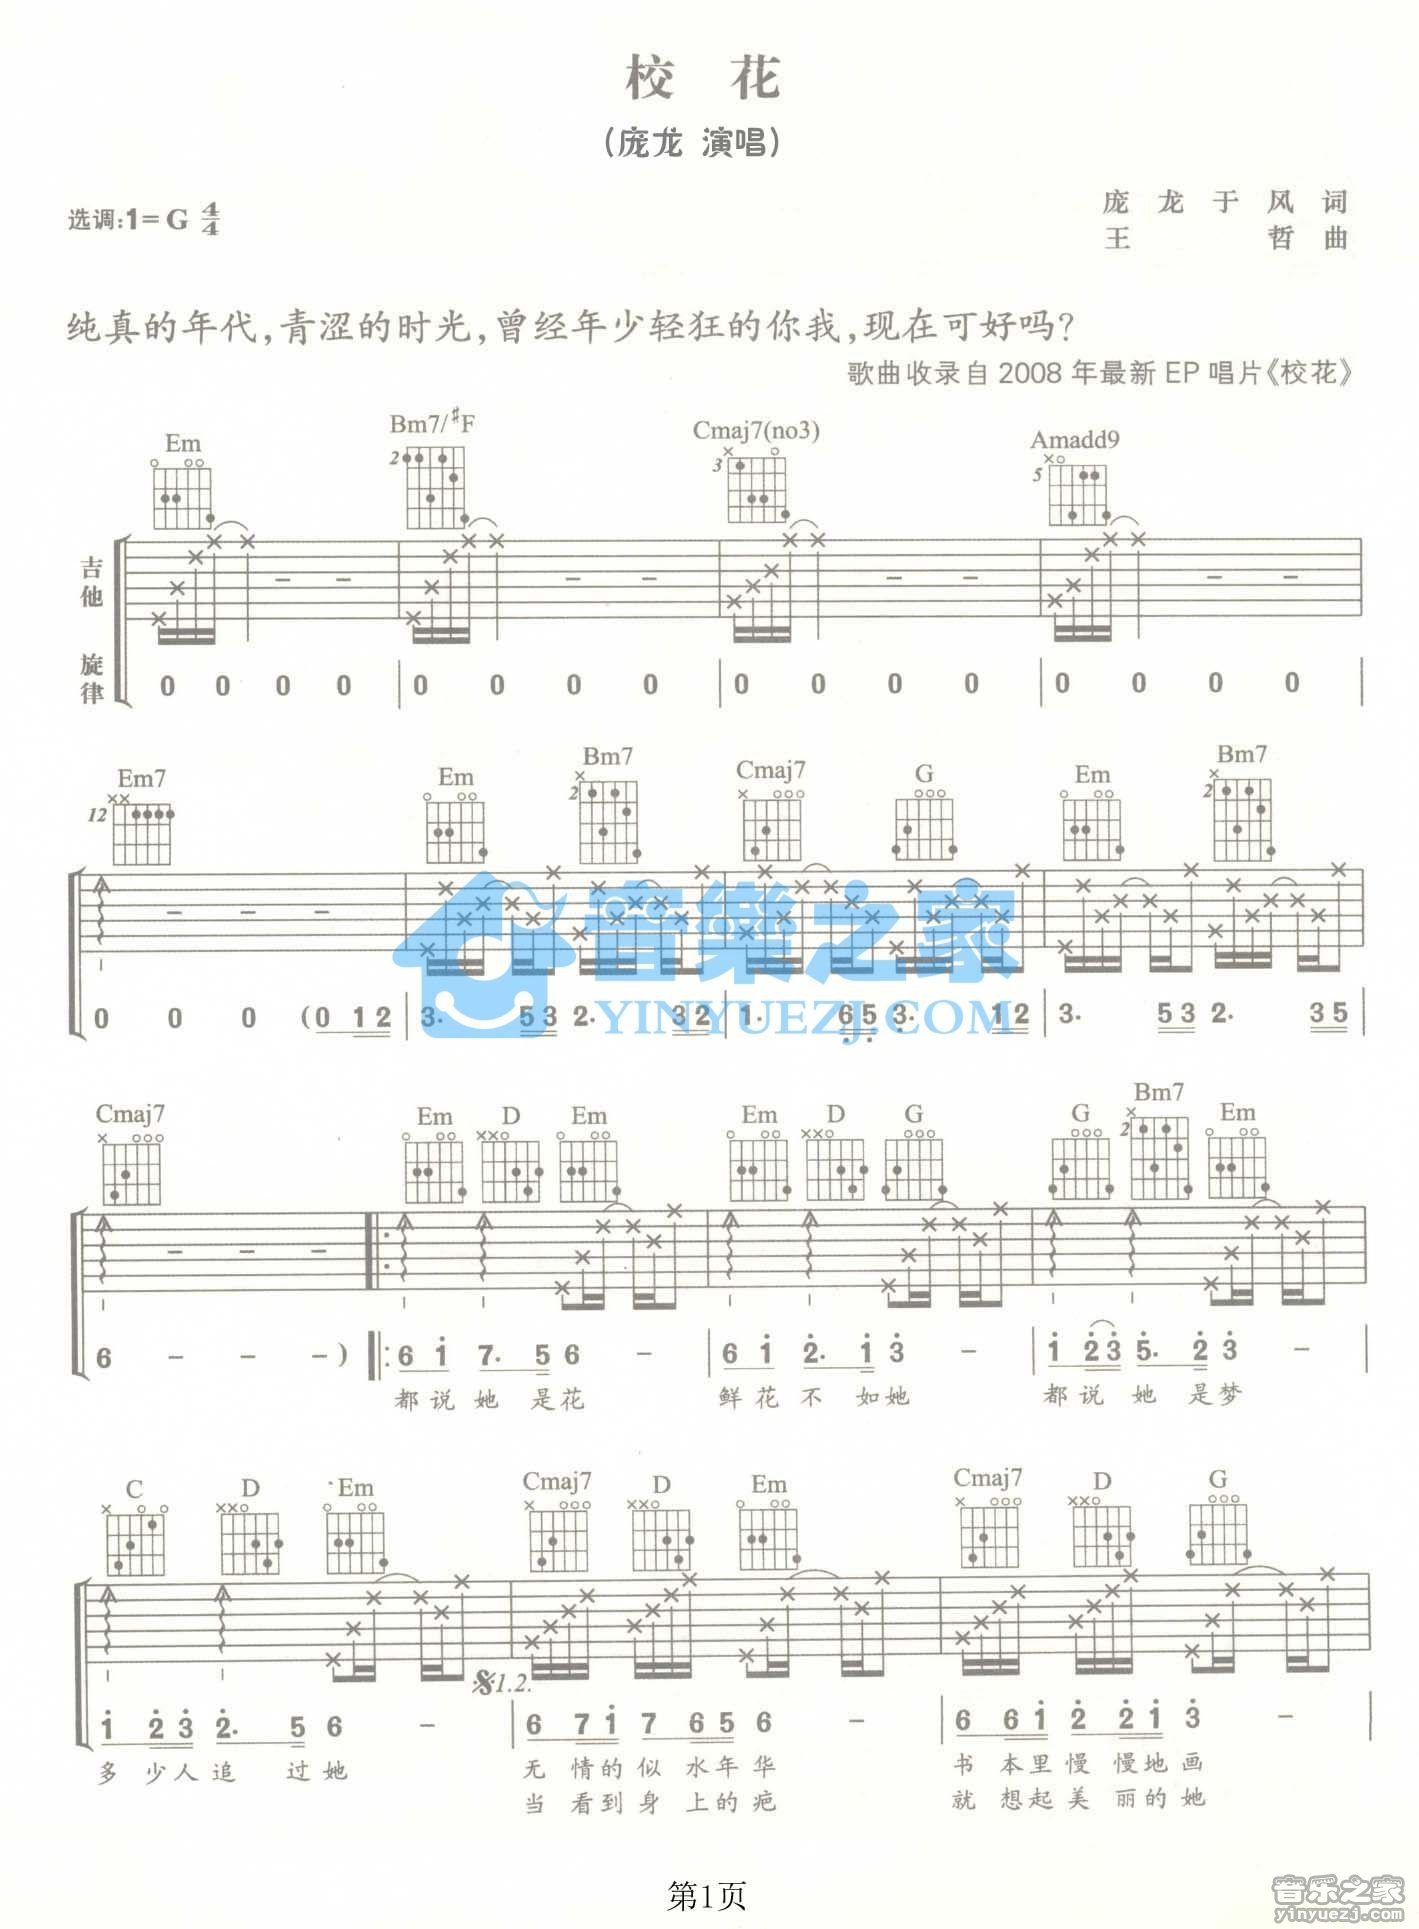 校 花
(庞龙 演唱)
选调:1=G 4/4
庞 龙 于 风 词
王 哲 曲
纯真的年代,青涩的时光,曾经年少轻狂的你我,现在可好吗?
歌曲收录自 2008 年最新 EP 唱片《校花》
Em Bm7/♯F Cmaj7(no3) Amadd9
2 3 5
吉他
旋律
0 0 0 0 | 0 0 0 0 | 0 0 0 0 | 0 0 0 0 |
Em7 Em Bm7 Cmaj7 G Em Bm7
12 2 2
音樂之家
YINYUEZJ.COM
0 0 0 (0 12 | 3. 53 2. 32 | 1. 65 3. 12 | 3. 53 2. 35
Cmaj7 Em D Em Em D G G Bm7 Em
2
6 - - -) 6 1 7. 5 6 - | 6 1 2. 1 3 - | 1 23 5. 2 3 - |
都 说 她 是 花 鲜 花 不 如 她 都 说 她 是 梦
C D Em Cmaj7 D Em Cmaj7 D G
𝄋1.2.
1 2 3 2. 5 6 - | 6 7 1 7 6 5 6 - | 6 6 1 2 2 1 3 - |
多 少 人 追 过 她 无 情 的 似 水 年 华 书 本 里 慢 慢 地 画
当 看 到 身 上 的 疤 就 想 起 美 丽 的 她
第1页
音乐之家
yinyuezj.com